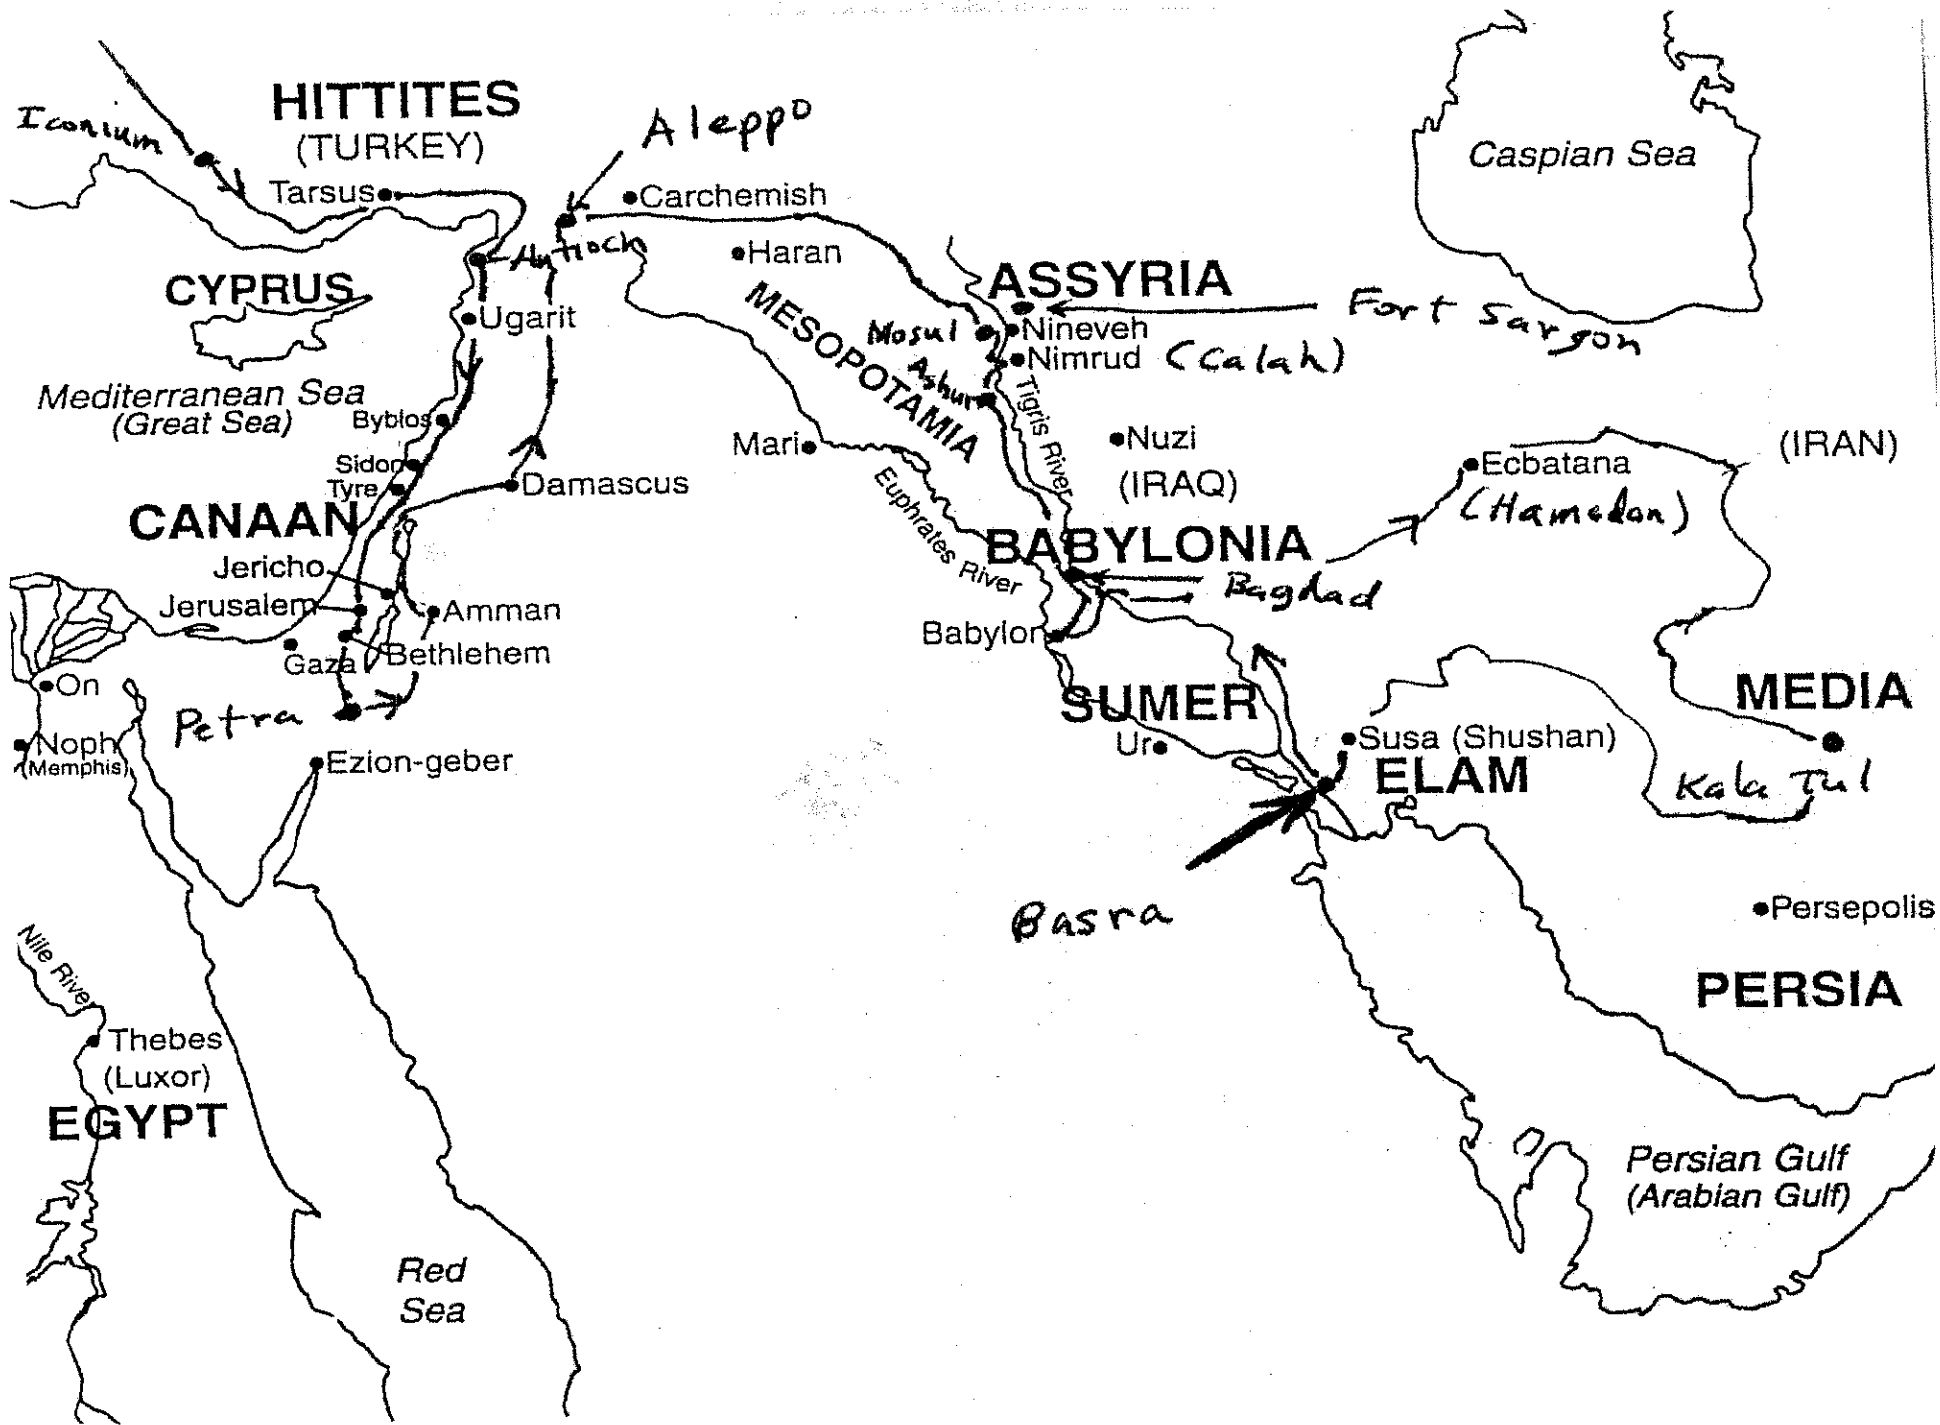 HITTITES
(TURKEY)
Iconium
Aleppo
Tarsus
Carchemish
Caspian Sea
Antioch
Haran
CYPRUS
ASSYRIA
Fort Sargon
Ugarit
MESOPOTAMIA
Mosul
Nineveh
Nimrud (Calah)
Ashur
Tigris River
Mediterranean Sea
(Great Sea)
Byblos
Mari
Nuzi
(IRAQ)
Ecbatana
(Hamedon)
(IRAN)
Sidon
Tyre
Damascus
Euphrates River
CANAAN
BABYLONIA
Jericho
Jerusalem
Amman
Bagdad
Babylon
Gaza
Bethlehem
On
Petra
SUMER
MEDIA
Noph
(Memphis)
Ezion-geber
Ur
Susa (Shushan)
ELAM
Kala Tul
Basra
Persepolis
Nile River
PERSIA
Thebes
(Luxor)
EGYPT
Persian Gulf
(Arabian Gulf)
Red
Sea